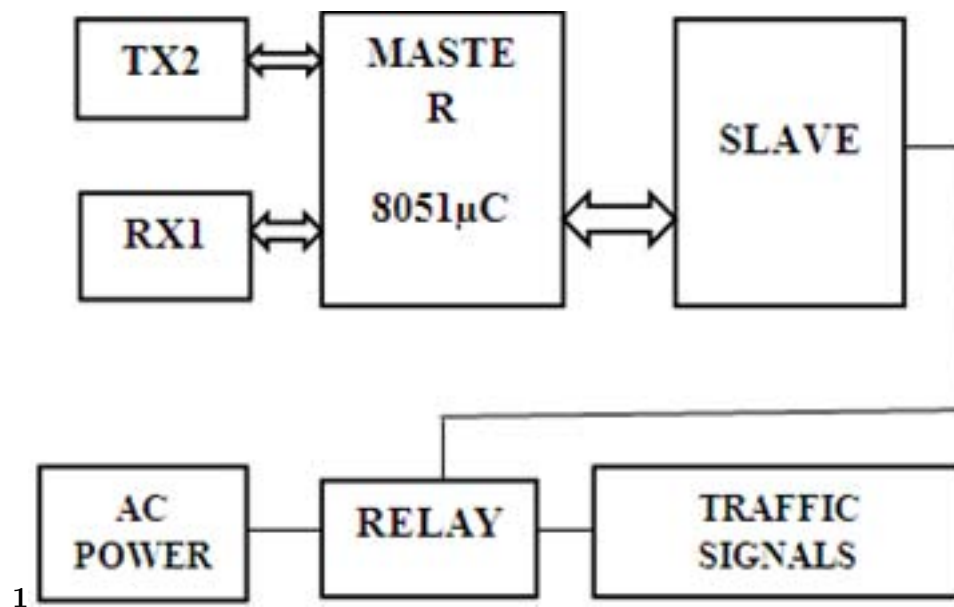 TX2
MASTE
R
8051µC
SLAVE
RX1
AC
POWER
RELAY
TRAFFIC
SIGNALS
1